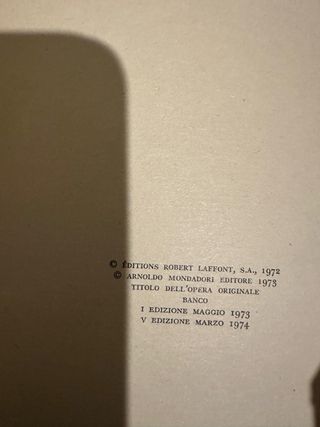 © ÉDITIONS ROBERT LAFFONT, S.A., 1972
© ARNOLDO MONDADORI EDITORE 1973
TITOLO DELL'OPERA ORIGINALE
BANCO
I EDIZIONE MAGGIO 1973
V EDIZIONE MARZO 1974